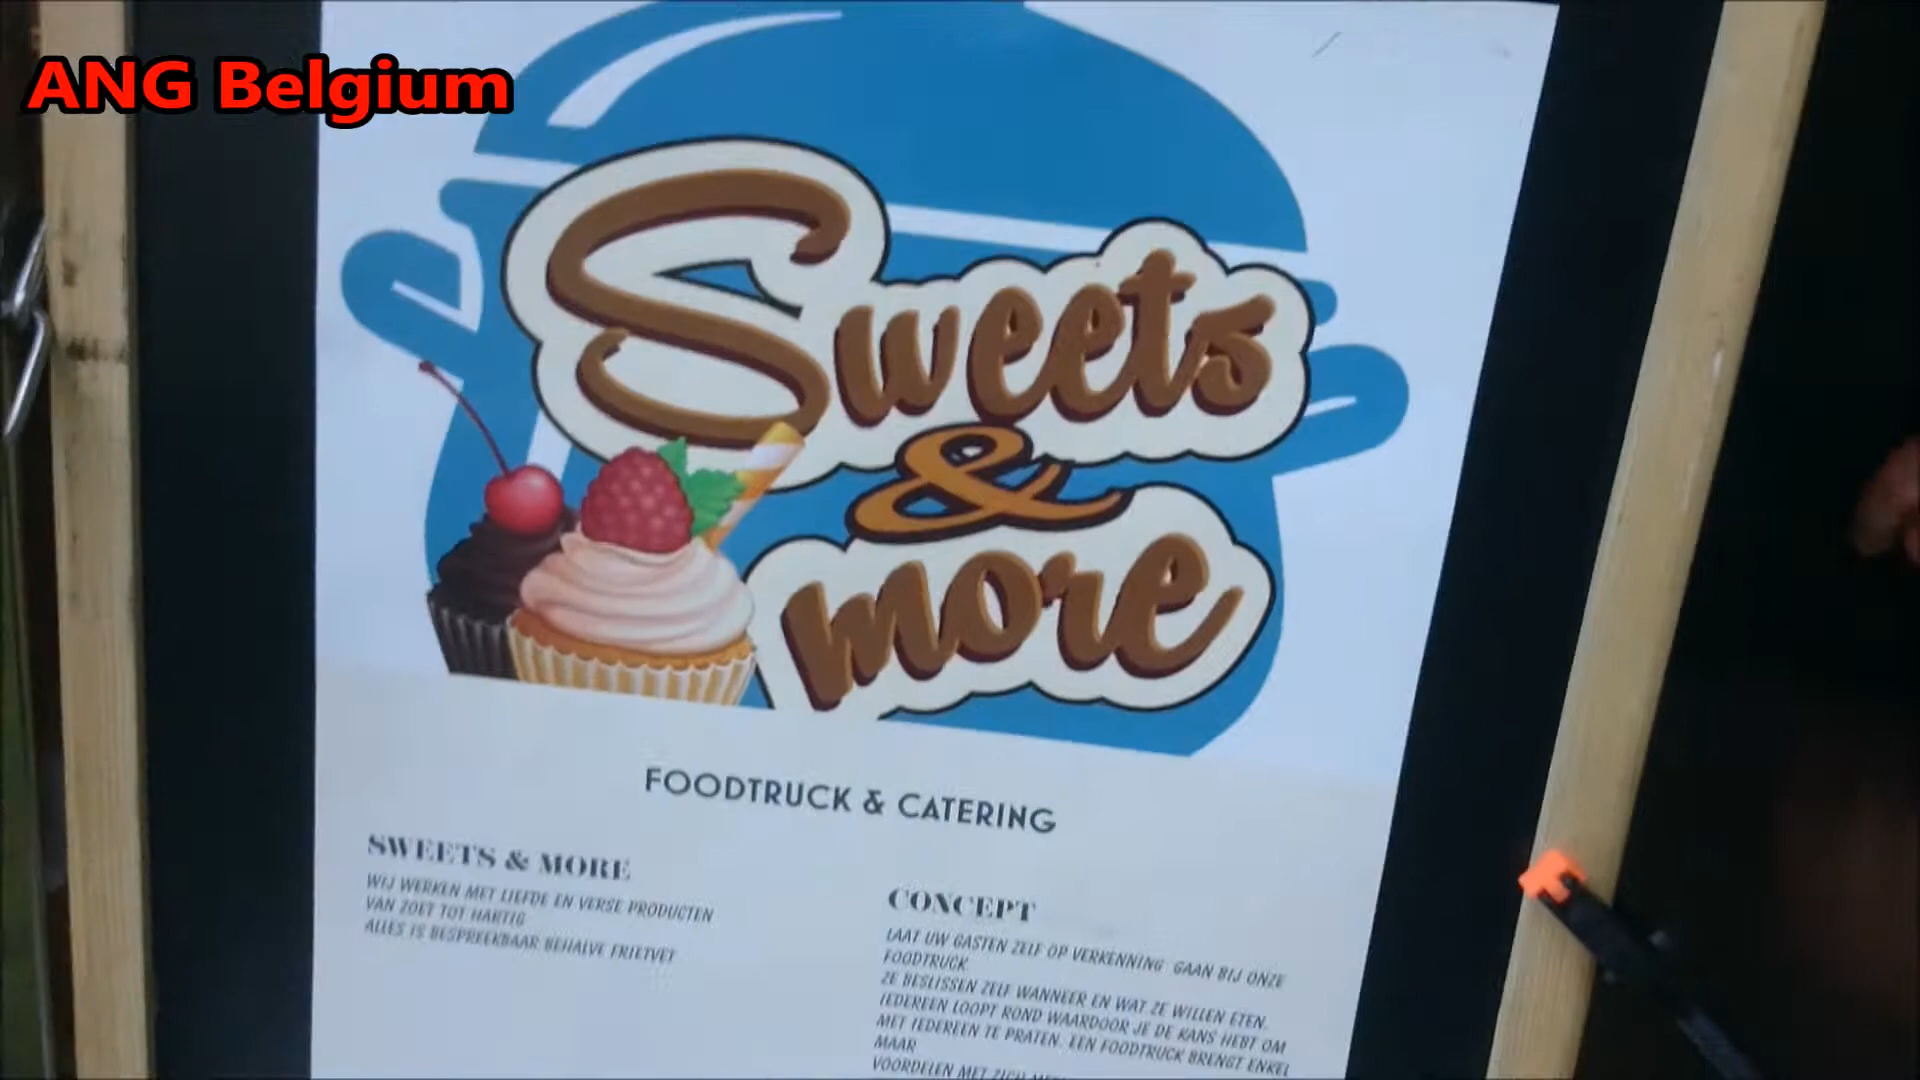 ANG Belgium
Sweets
&
more
FOODTRUCK & CATERING
SWEETS & MORE
WIJ WERKEN MET LIEFDE EN VERSE PRODUCTEN
VAN ZOET TOT HARTIG
ALLES IS BESPREEKBAAR BEHALVE FRIETVET
CONCEPT
LAAT UW GASTEN ZELF OP VERKENNING GAAN BIJ ONZE
FOODTRUCK
ZE BESLISSEN ZELF WANNEER EN WAT ZE WILLEN ETEN.
IEDEREEN LOOPT ROND WAARDOOR JE DE KANS HEBT OM
MET IEDEREEN TE PRATEN. EEN FOODTRUCK BRENGT ENKEL
MAAR
VOORDELEN MET ZICH